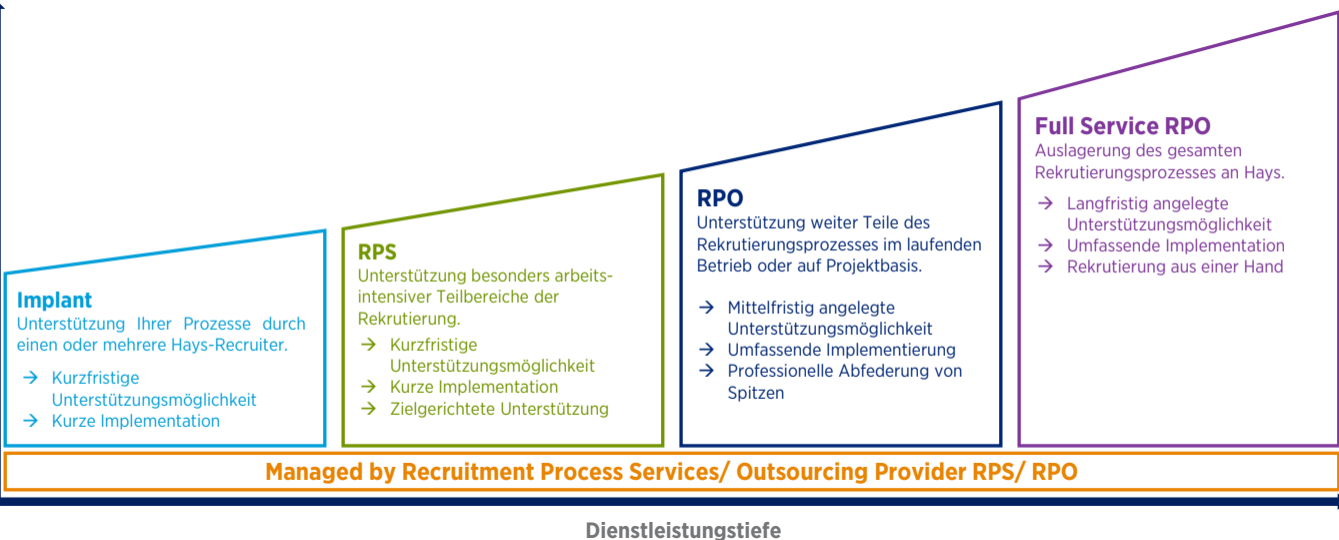 Implant
Unterstützung Ihrer Prozesse durch
einen oder mehrere Hays-Recruiter.
→ Kurzfristige
Unterstützungsmöglichkeit
→ Kurze Implementation
RPS
Unterstützung besonders arbeits-
intensiver Teilbereiche der
Rekrutierung.
→ Kurzfristige
Unterstützungsmöglichkeit
→ Kurze Implementation
→ Zielgerichtete Unterstützung
RPO
Unterstützung weiter Teile des
Rekrutierungsprozesses im laufenden
Betrieb oder auf Projektbasis.
→ Mittelfristig angelegte
Unterstützungsmöglichkeit
→ Umfassende Implementierung
→ Professionelle Abfederung von
Spitzen
Full Service RPO
Auslagerung des gesamten
Rekrutierungsprozesses an Hays.
→ Langfristig angelegte
Unterstützungsmöglichkeit
→ Umfassende Implementation
→ Rekrutierung aus einer Hand
Managed by Recruitment Process Services/ Outsourcing Provider RPS/ RPO
Dienstleistungstiefe